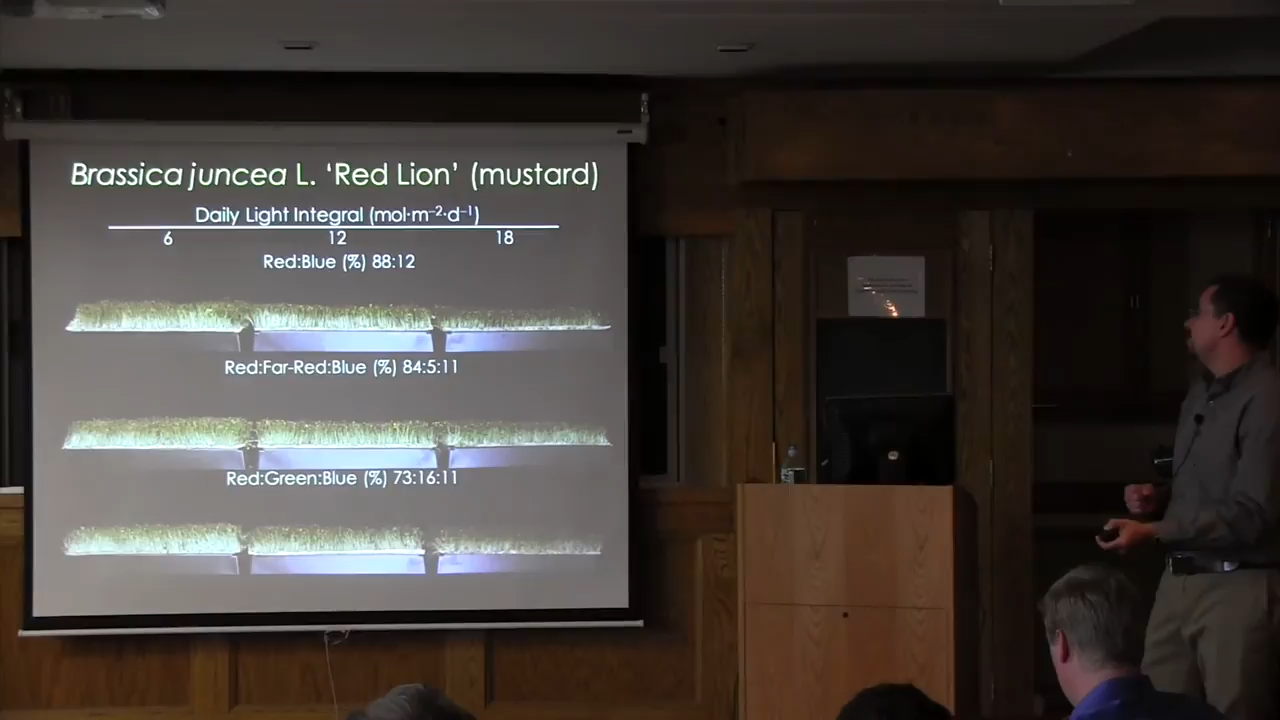 Brassica juncea L. ‘Red Lion’ (mustard)
Daily Light Integral (mol·m⁻²·d⁻¹)
6 12 18
Red:Blue (%) 88:12
Red:Far-Red:Blue (%) 84:5:11
Red:Green:Blue (%) 73:16:11